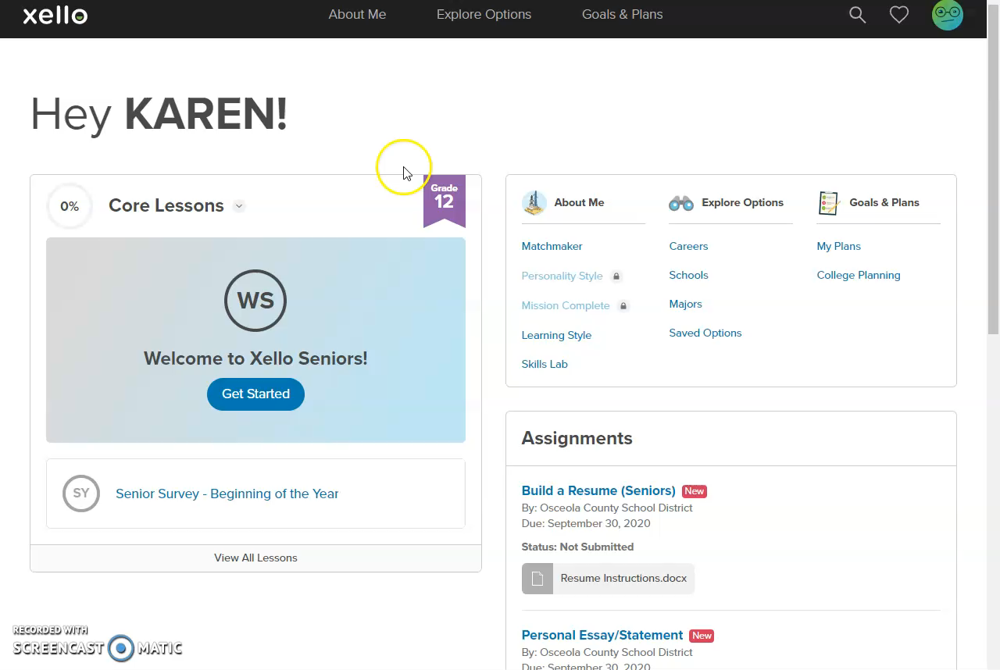 xello
About Me
Explore Options
Goals & Plans
Hey KAREN!
0%
Core Lessons
Grade
12
WS
Welcome to Xello Seniors!
Get Started
SY
Senior Survey - Beginning of the Year
View All Lessons
About Me
Matchmaker
Personality Style
Mission Complete
Learning Style
Skills Lab
Explore Options
Careers
Schools
Majors
Saved Options
Goals & Plans
My Plans
College Planning
Assignments
Build a Resume (Seniors) New
By: Osceola County School District
Due: September 30, 2020
Status: Not Submitted
Resume Instructions.docx
Personal Essay/Statement New
By: Osceola County School District
Due: September 30, 2020
RECORDED WITH
SCREENCAST MATIC